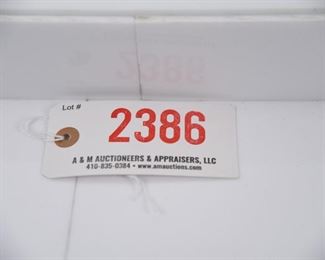 Lot #
2386
A & M AUCTIONEERS & APPRAISERS, LLC
410-835-0384 • www.amauctions.com